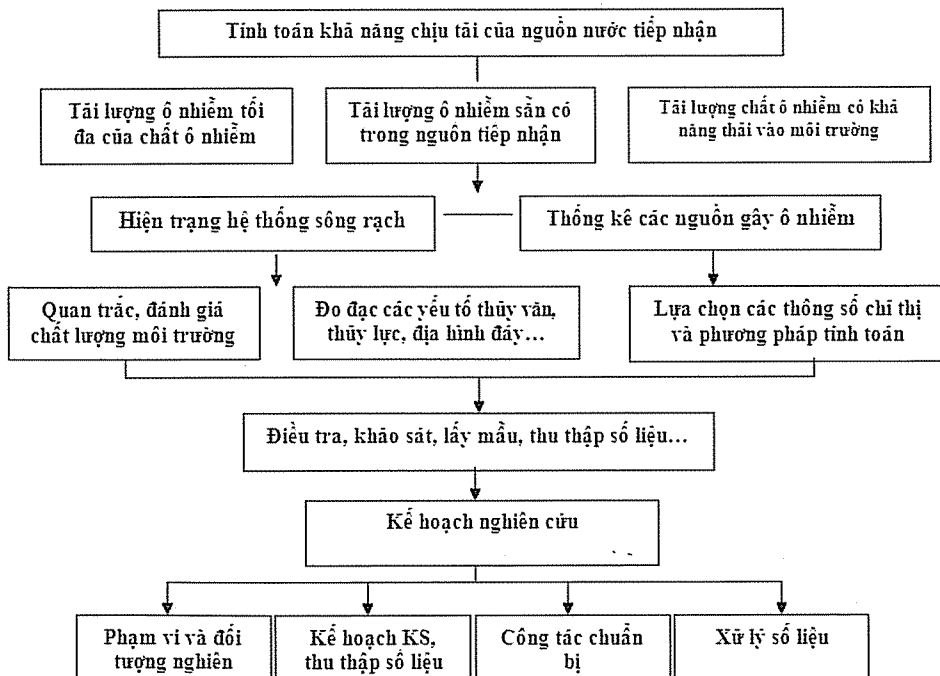 Tính toán khả năng chịu tải của nguồn nước tiếp nhận
Tải lượng ô nhiễm tối
đa của chất ô nhiễm
Tải lượng ô nhiễm sẵn có
trong nguồn tiếp nhận
Tải lượng chất ô nhiễm có khả
năng thải vào môi trường
Hiện trạng hệ thống sông rạch
Thống kê các nguồn gây ô nhiễm
Quan trắc, đánh giá
chất lượng môi trường
Đo đạc các yếu tố thủy văn,
thủy lực, địa hình đáy...
Lựa chọn các thông số chỉ thị
và phương pháp tính toán
Điều tra, khảo sát, lấy mẫu, thu thập số liệu...
Kế hoạch nghiên cứu
Phạm vi và đối
tượng nghiên
Kế hoạch KS,
thu thập số liệu
Công tác chuẩn
bị
Xử lý số liệu